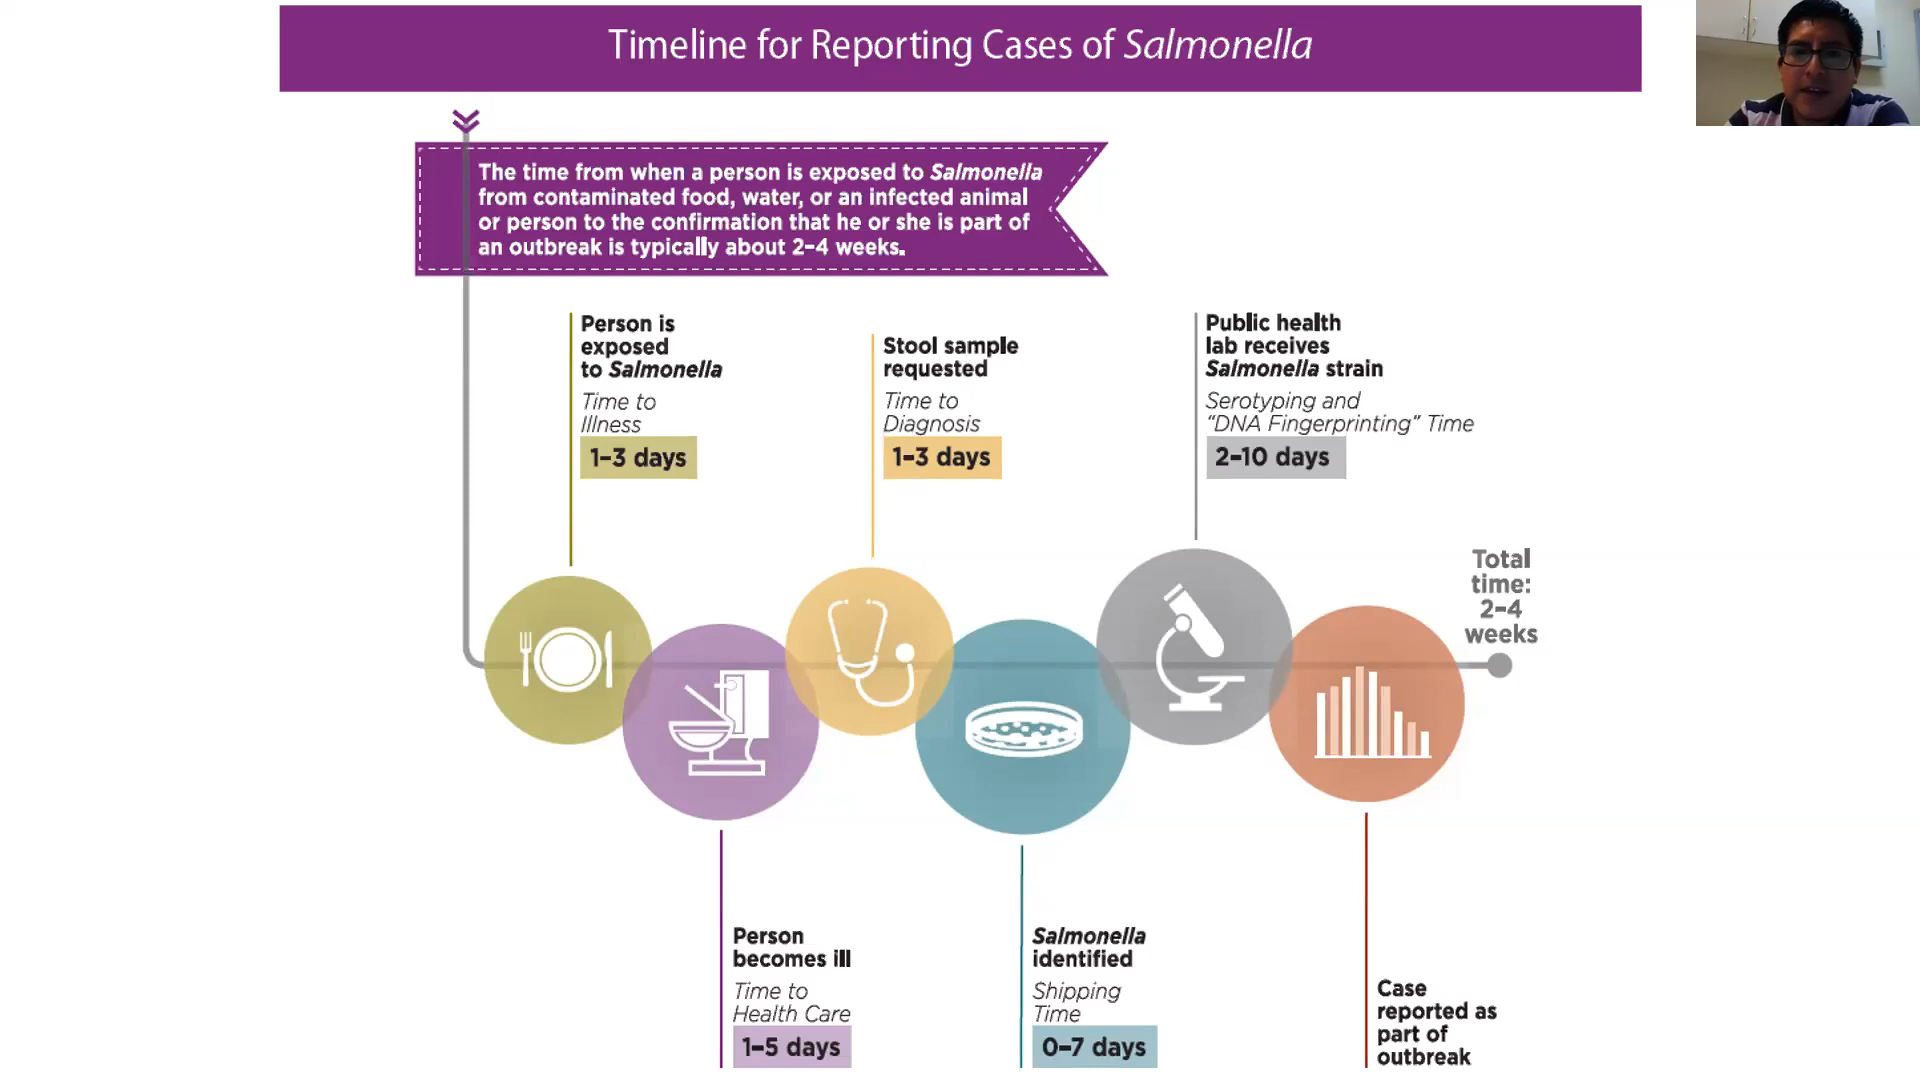 Timeline for Reporting Cases of Salmonella
The time from when a person is exposed to Salmonella
from contaminated food, water, or an infected animal
or person to the confirmation that he or she is part of
an outbreak is typically about 2–4 weeks.
Person is
exposed
to Salmonella
Time to
Illness
1–3 days
Stool sample
requested
Time to
Diagnosis
1–3 days
Public health
lab receives
Salmonella strain
Serotyping and
“DNA Fingerprinting” Time
2–10 days
Total
time:
2–4
weeks
Person
becomes ill
Time to
Health Care
1–5 days
Salmonella
identified
Shipping
Time
0–7 days
Case
reported as
part of
outbreak